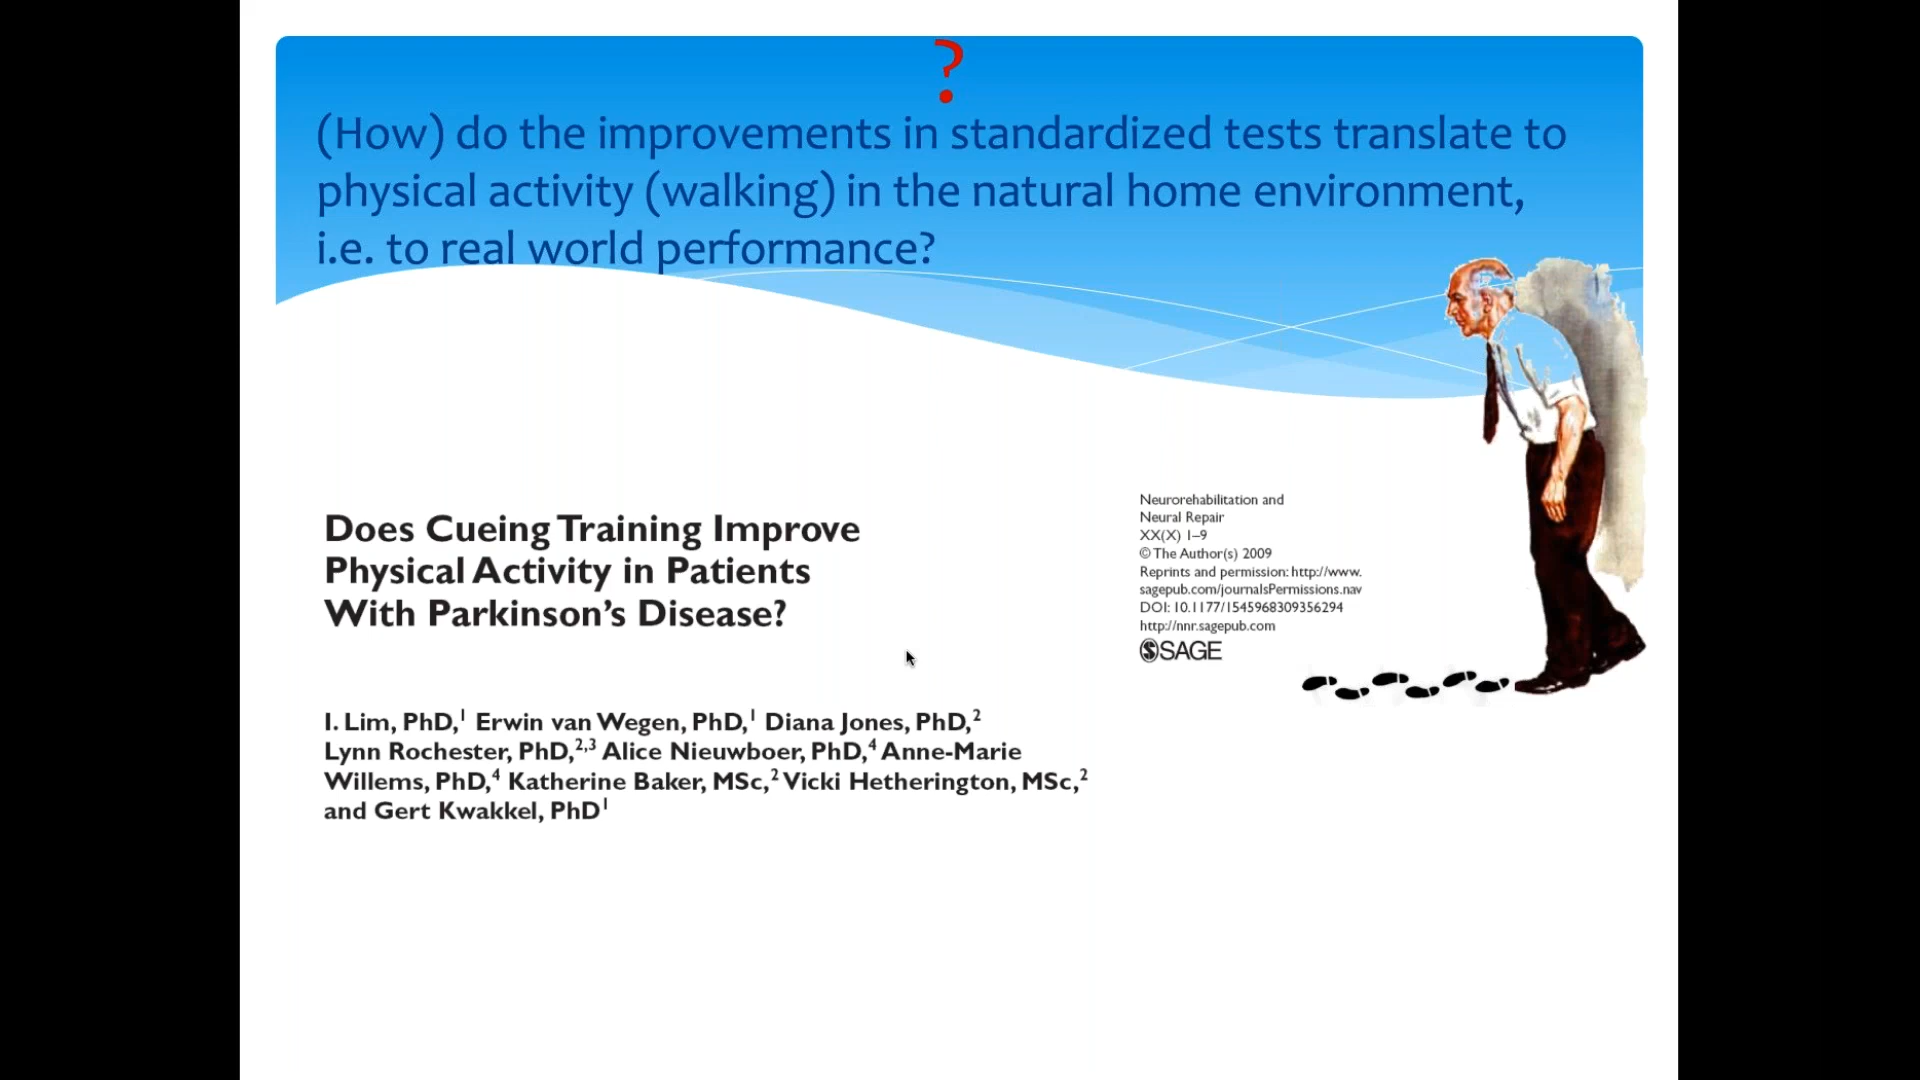 ?
(How) do the improvements in standardized tests translate to
physical activity (walking) in the natural home environment,
i.e. to real world performance?
Does Cueing Training Improve
Physical Activity in Patients
With Parkinson’s Disease?
Neurorehabilitation and
Neural Repair
XX(X) 1–9
© The Author(s) 2009
Reprints and permission: http://www.
sagepub.com/journalsPermissions.nav
DOI: 10.1177/1545968309356294
http://nnr.sagepub.com
SAGE
I. Lim, PhD,1 Erwin van Wegen, PhD,1 Diana Jones, PhD,2
Lynn Rochester, PhD,2,3 Alice Nieuwboer, PhD,4 Anne-Marie
Willems, PhD,4 Katherine Baker, MSc,2 Vicki Hetherington, MSc,2
and Gert Kwakkel, PhD1